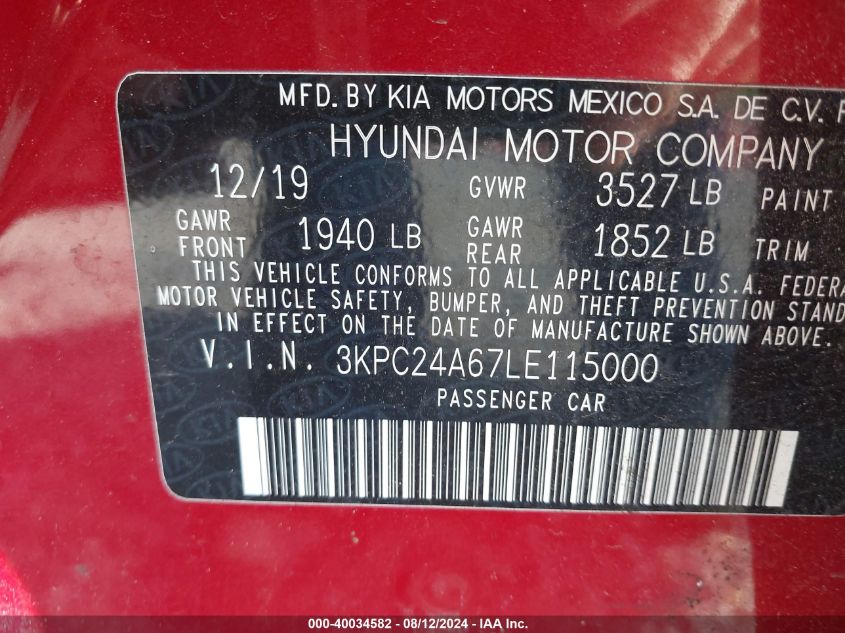 MFD. BY KIA MOTORS MEXICO S.A. DE C.V. F
HYUNDAI MOTOR COMPANY
12/19 GVWR 3527 LB PAINT
GAWR FRONT 1940 LB GAWR REAR 1852 LB TRIM
THIS VEHICLE CONFORMS TO ALL APPLICABLE U.S.A. FEDERA
MOTOR VEHICLE SAFETY, BUMPER, AND THEFT PREVENTION STAND
IN EFFECT ON THE DATE OF MANUFACTURE SHOWN ABOVE.
V.I.N. 3KPC24A67LE115000
PASSENGER CAR
000-40034582 - 08/12/2024 - IAA Inc.